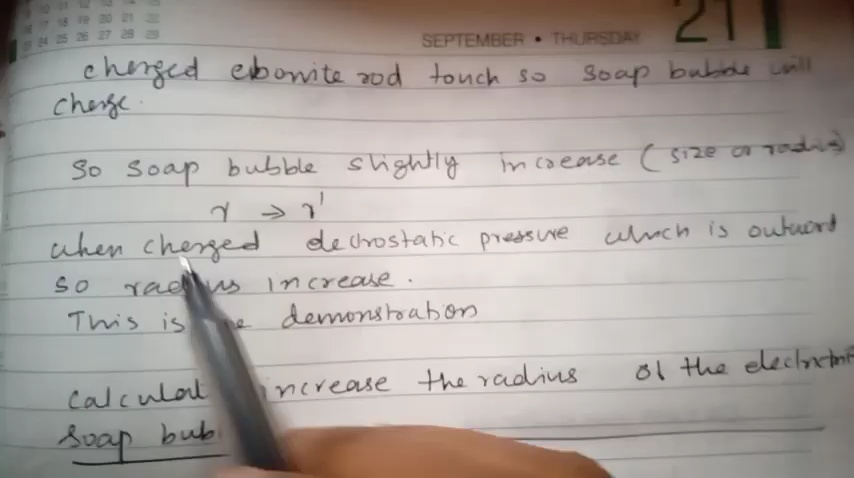 SEPTEMBER • THURSDAY 21
charged ebonite rod touch so soap bubble will
charge.
so soap bubble slightly increase (size or radius)
r → r'
when charged electrostatic pressure which is outward
so radius increase.
This is demonstration
increase the radius of the
soap